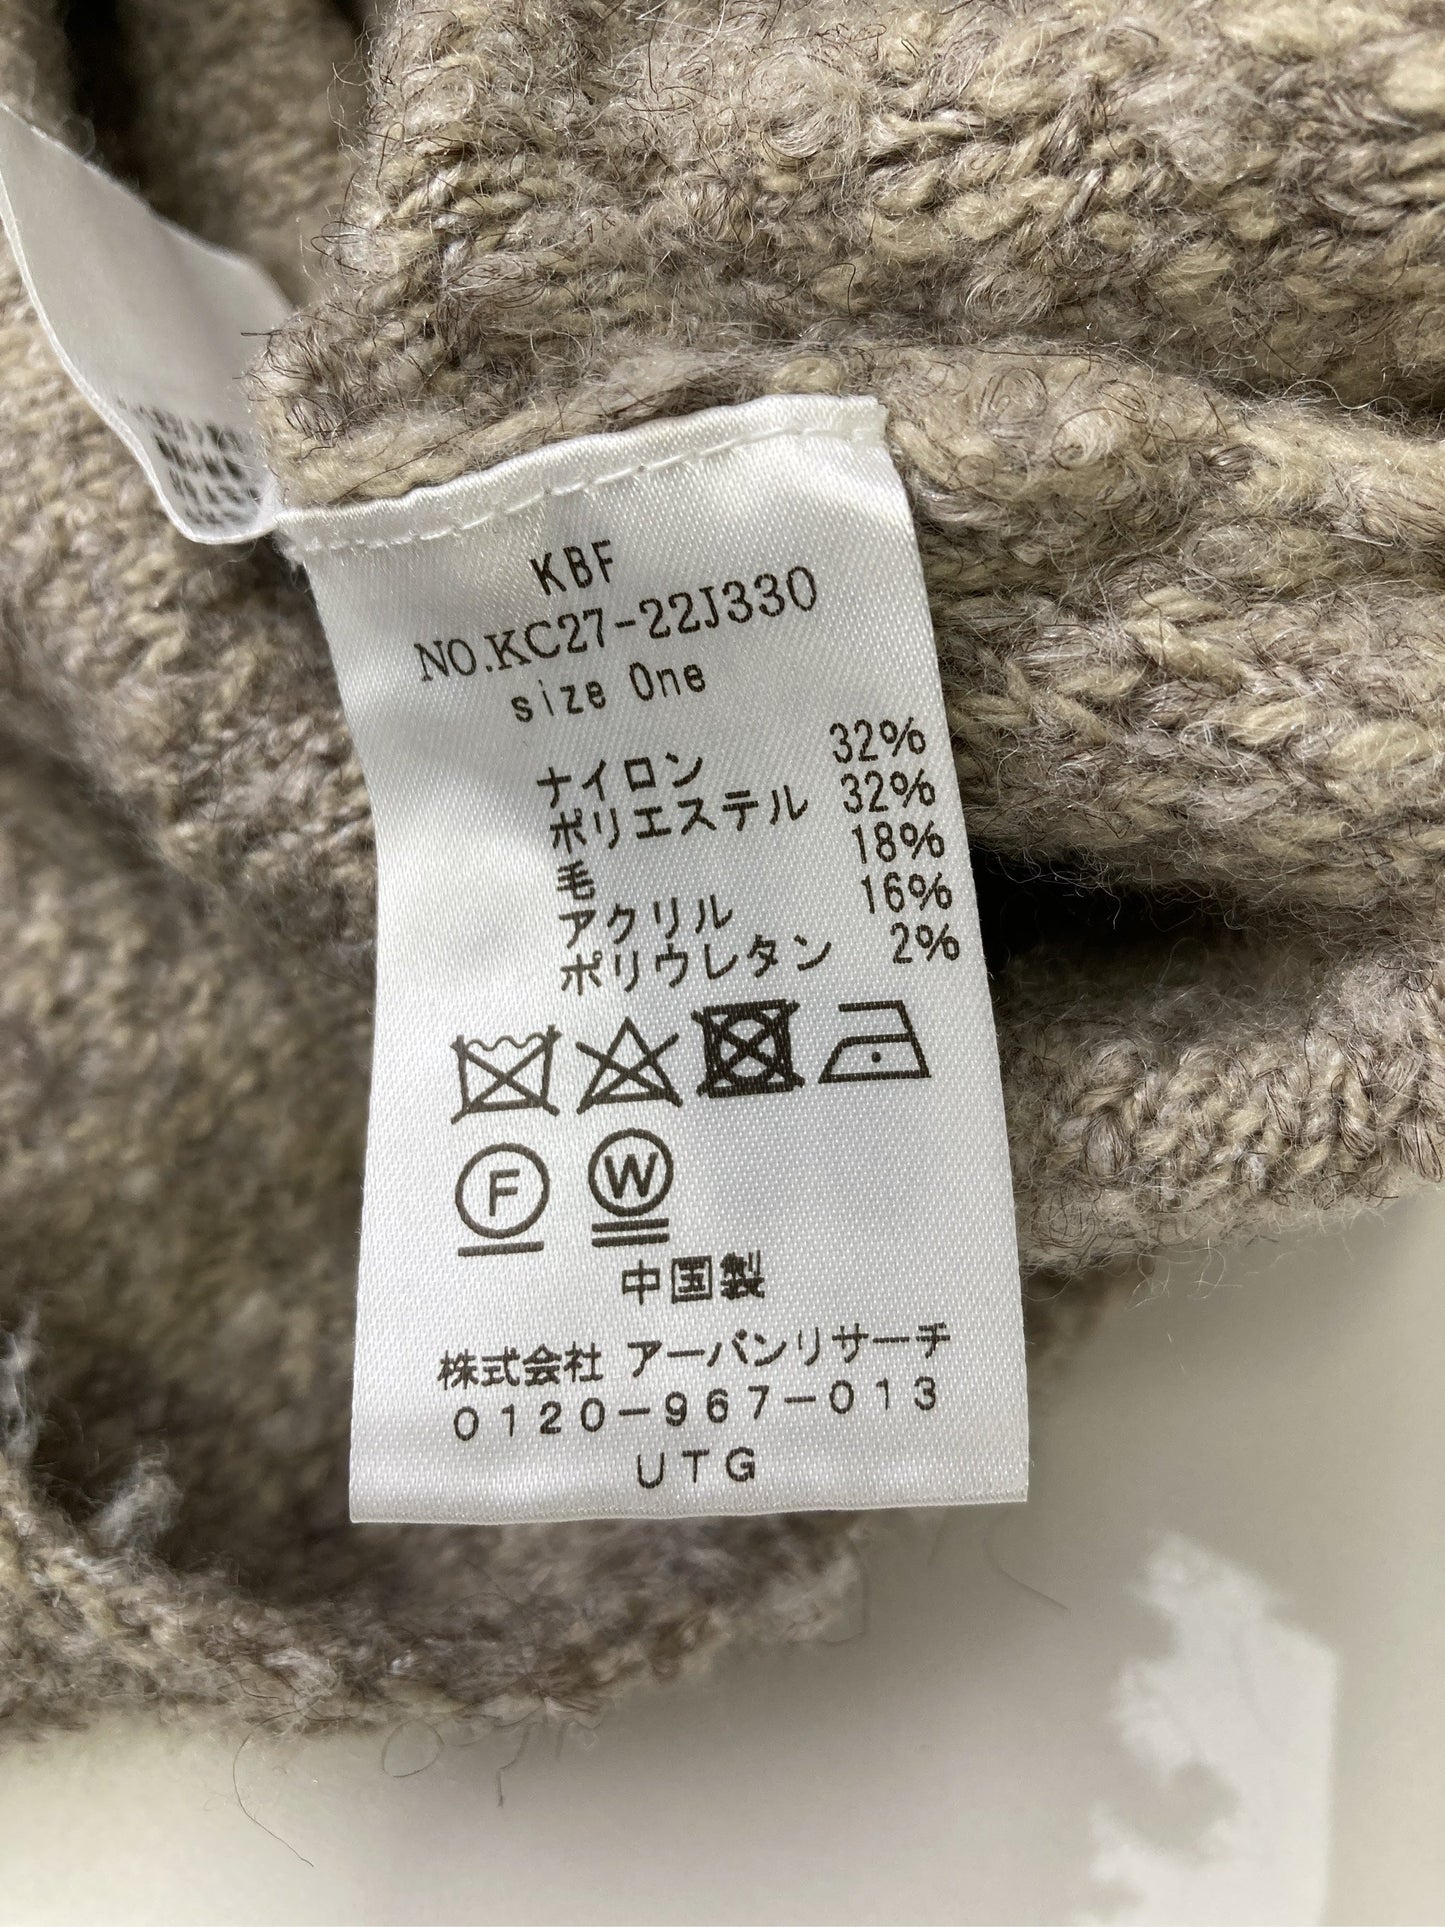 KBF
NO.KC27-22J330
size One
ナイロン 32%
ポリエステル 32%
毛 18%
アクリル 16%
ポリウレタン 2%
F W
中国製
株式会社 アーバンリサーチ
0120-967-013
UTG